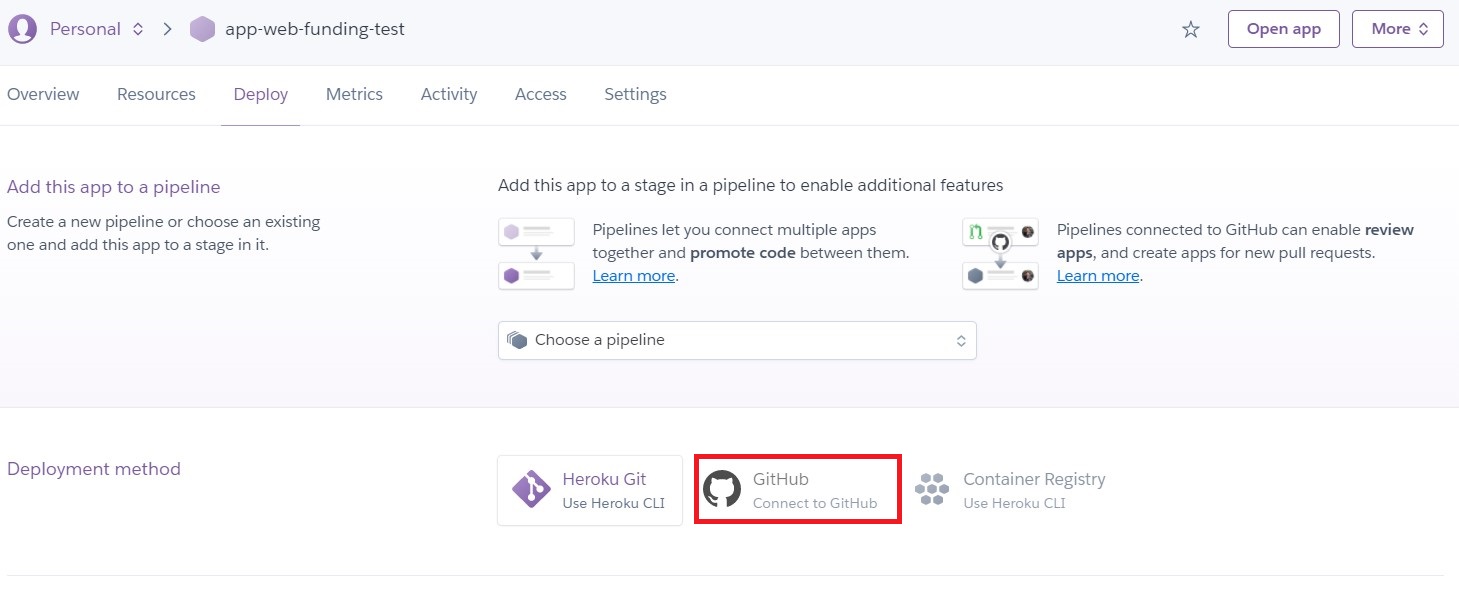 Personal
app-web-funding-test
Open app
More
Overview
Resources
Deploy
Metrics
Activity
Access
Settings
Add this app to a pipeline
Create a new pipeline or choose an existing
one and add this app to a stage in it.
Add this app to a stage in a pipeline to enable additional features
Pipelines let you connect multiple apps
together and promote code between them.
Learn more.
Pipelines connected to GitHub can enable review
apps, and create apps for new pull requests.
Learn more.
Choose a pipeline
Deployment method
Heroku Git
Use Heroku CLI
GitHub
Connect to GitHub
Container Registry
Use Heroku CLI